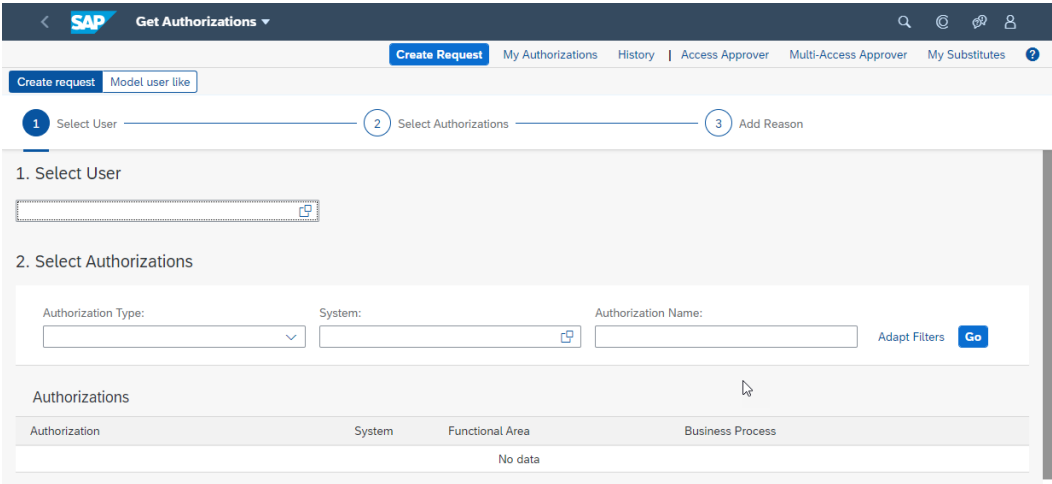 SAP Get Authorizations
Create Request My Authorizations History | Access Approver Multi-Access Approver My Substitutes ?
Create request Model user like
1 Select User 2 Select Authorizations 3 Add Reason
1. Select User
2. Select Authorizations
Authorization Type: System: Authorization Name:
Adapt Filters Go
Authorizations
Authorization System Functional Area Business Process
No data